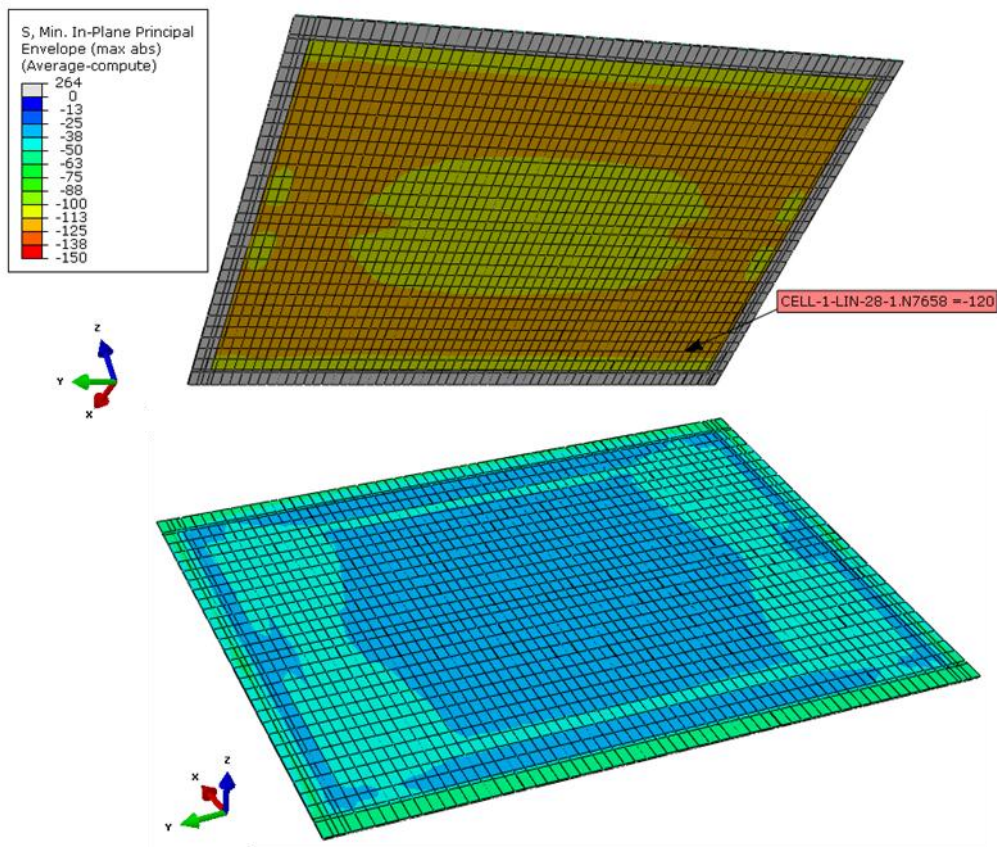 S, Min. In-Plane Principal
Envelope (max abs)
(Average-compute)
264
0
-13
-25
-38
-50
-63
-75
-88
-100
-113
-125
-138
-150
CELL-1-LIN-28-1.N7658 =-120
Z
Y
X
Z
X
Y